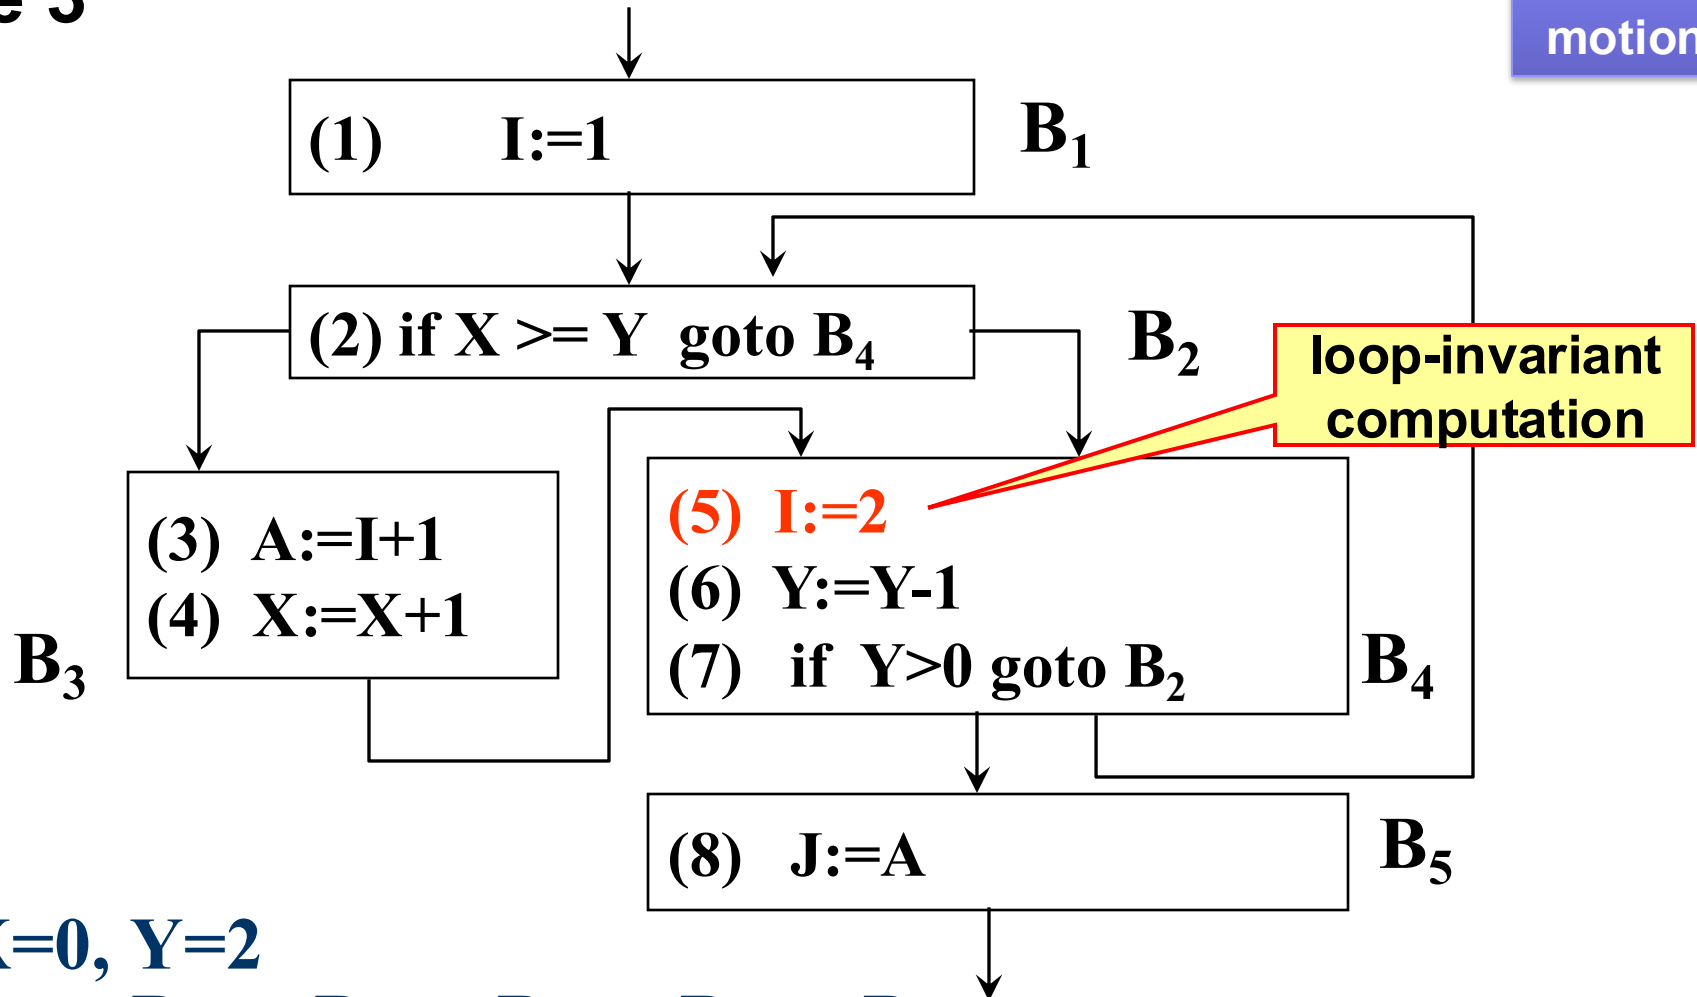 e 3
motion
(1) I:=1
B1
(2) if X >= Y goto B4
B2
loop-invariant
computation
(3) A:=I+1
(4) X:=X+1
B3
(5) I:=2
(6) Y:=Y-1
(7) if Y>0 goto B2
B4
(8) J:=A
B5
X=0, Y=2